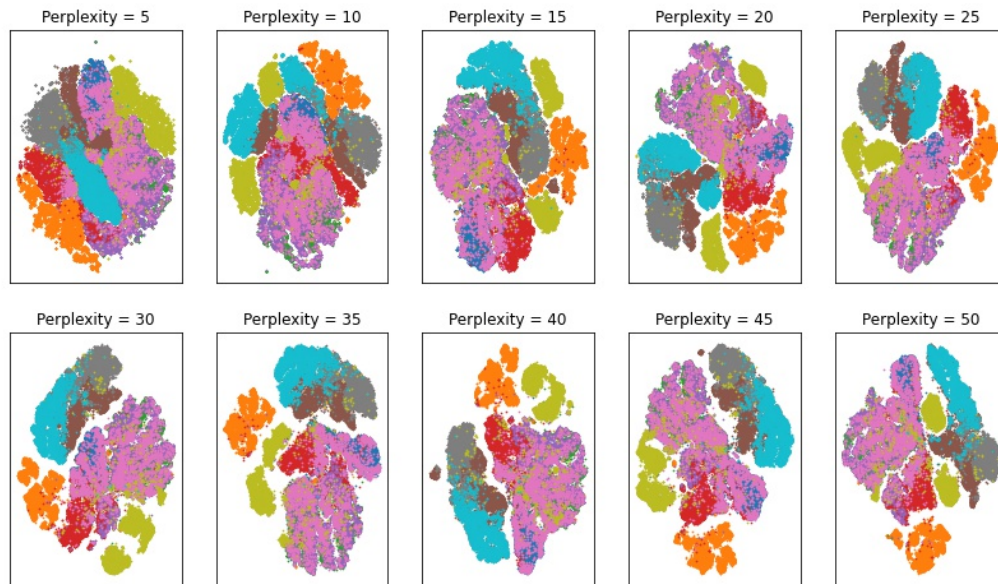 Perplexity = 5
Perplexity = 10
Perplexity = 15
Perplexity = 20
Perplexity = 25
Perplexity = 30
Perplexity = 35
Perplexity = 40
Perplexity = 45
Perplexity = 50